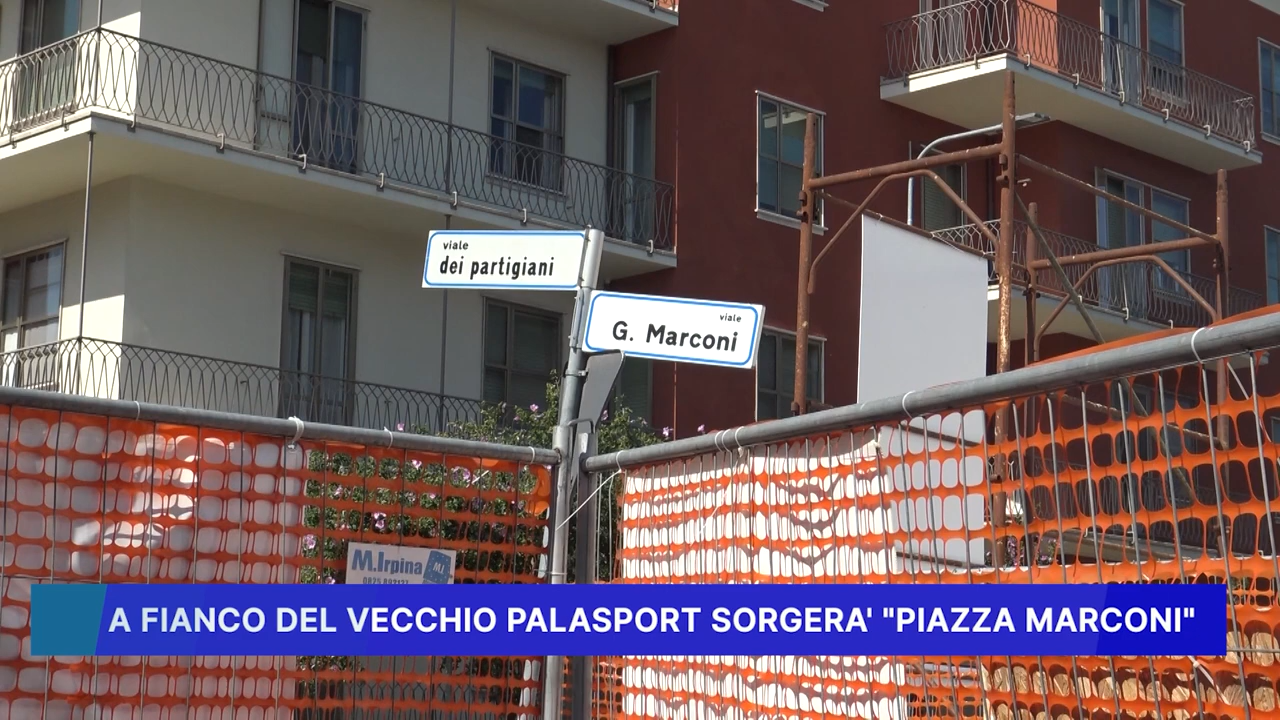 viale
dei partigiani
viale
G. Marconi
M.Irpina
A FIANCO DEL VECCHIO PALASPORT SORGERA' "PIAZZA MARCONI"